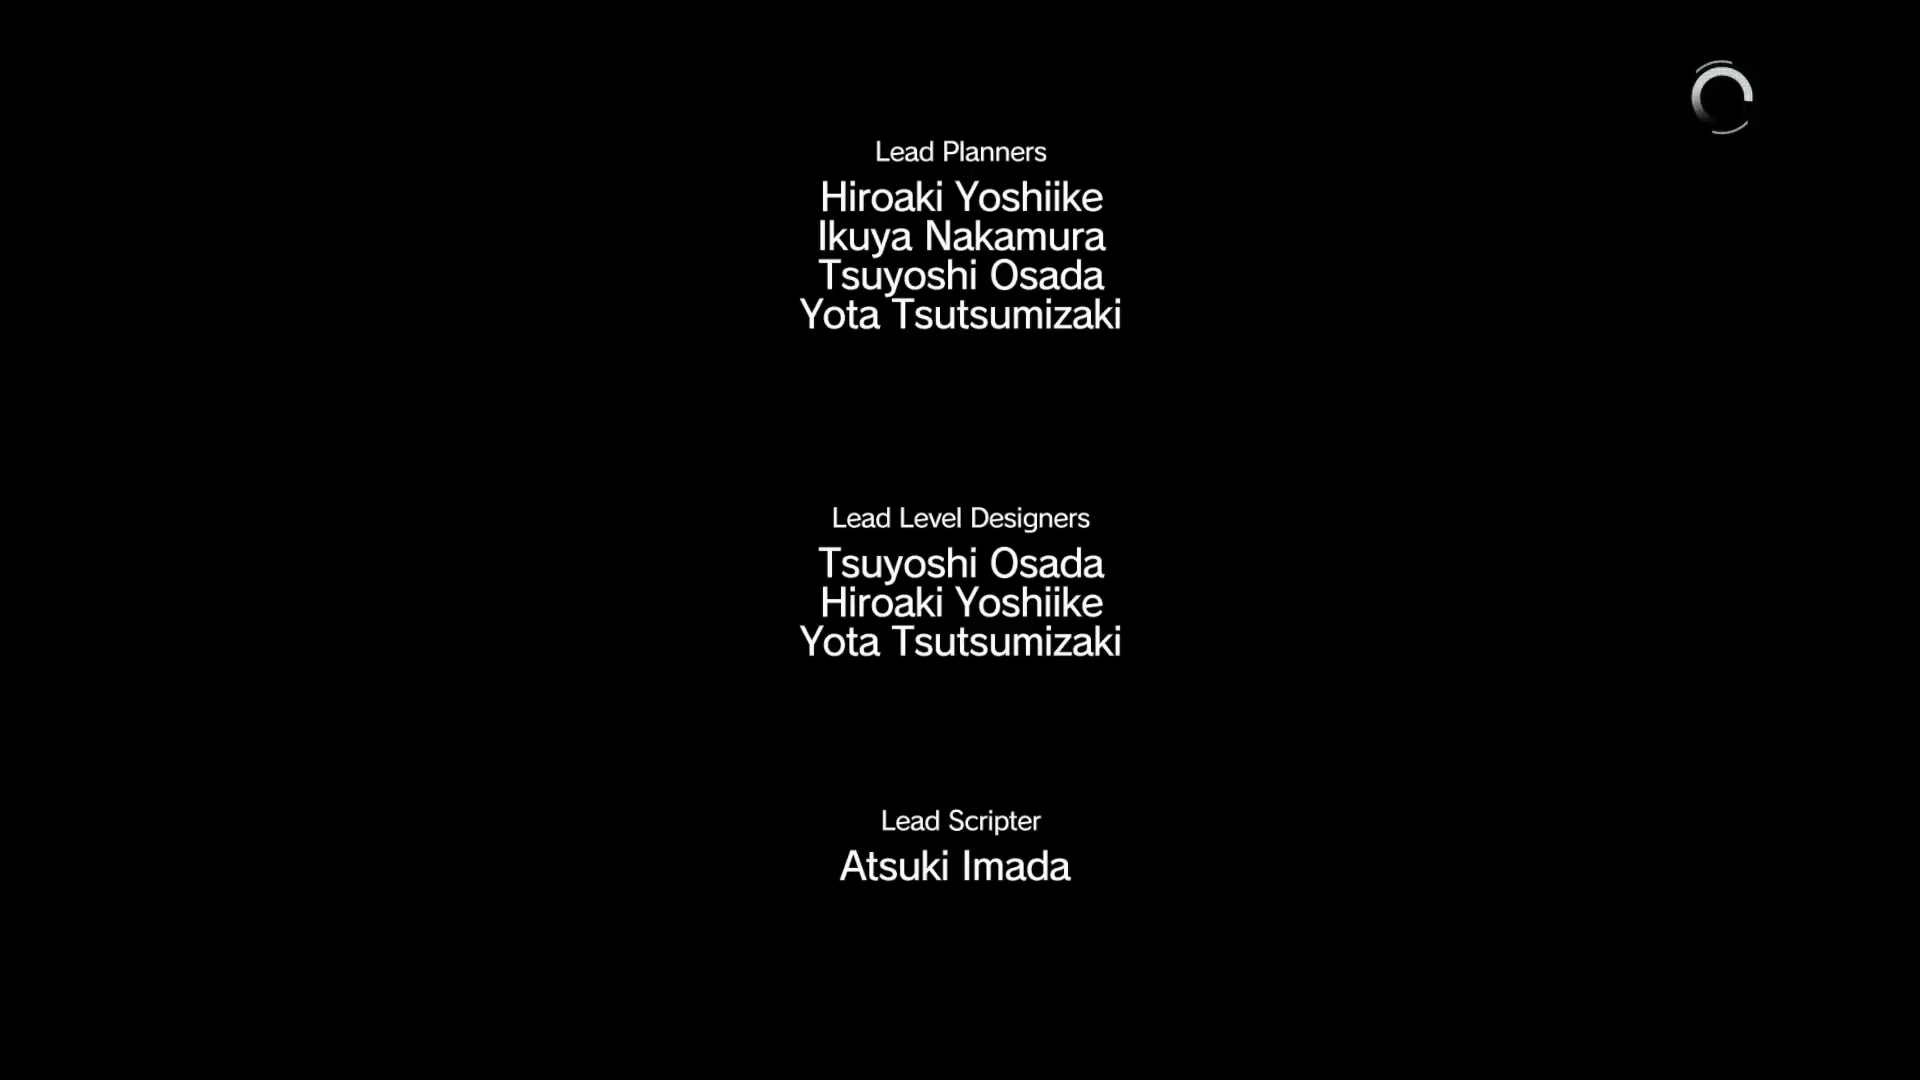 Lead Planners
Hiroaki Yoshiike
Ikuya Nakamura
Tsuyoshi Osada
Yota Tsutsumizaki
Lead Level Designers
Tsuyoshi Osada
Hiroaki Yoshiike
Yota Tsutsumizaki
Lead Scripter
Atsuki Imada